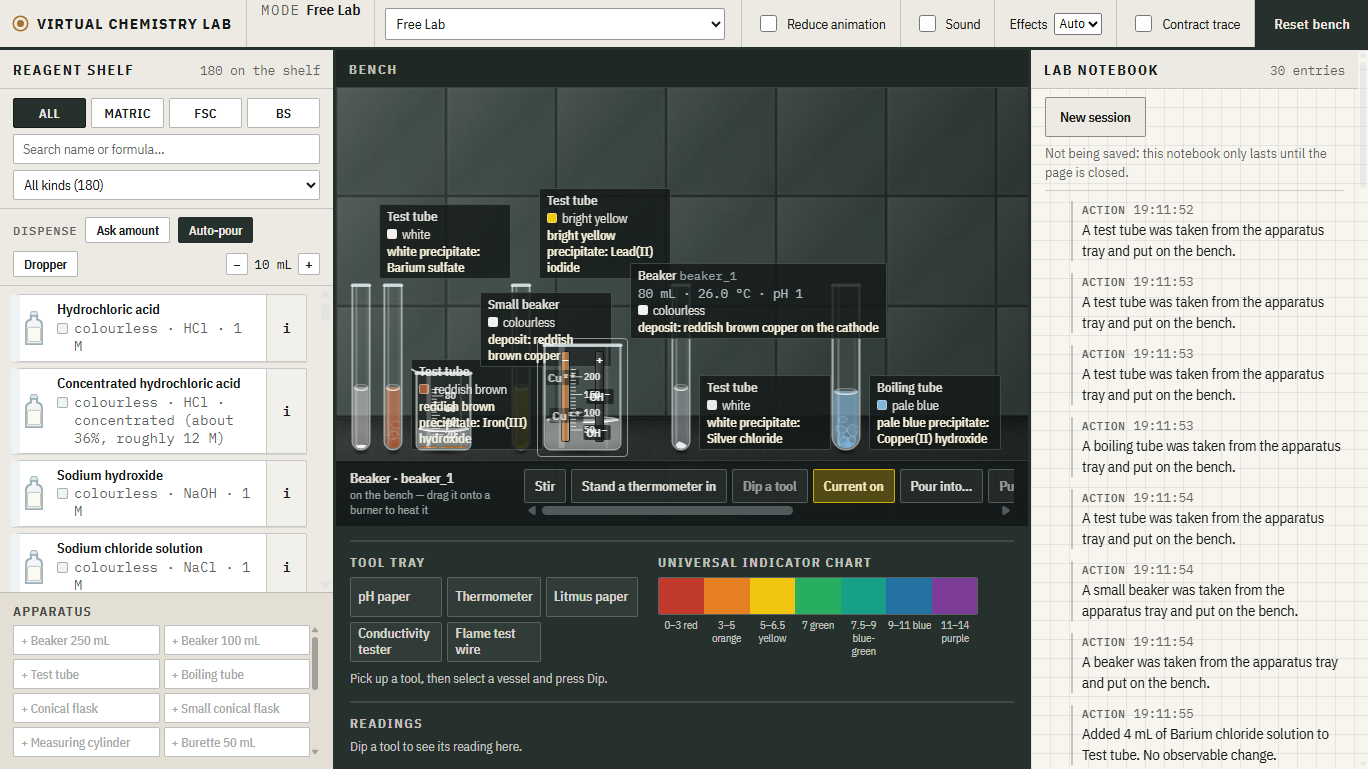 VIRTUAL CHEMISTRY LAB
MODE Free Lab
Free Lab
Reduce animation
Sound
Effects Auto
Contract trace
Reset bench
REAGENT SHELF
180 on the shelf
ALL
MATRIC
FSC
BS
Search name or formula...
All kinds (180)
DISPENSE
Ask amount
Auto-pour
Dropper
− 10 mL +
Hydrochloric acid
colourless · HCl · 1
M
i
Concentrated hydrochloric acid
colourless · HCl ·
concentrated (about
36%, roughly 12 M)
i
Sodium hydroxide
colourless · NaOH · 1
M
i
Sodium chloride solution
colourless · NaCl · 1
M
i
APPARATUS
+ Beaker 250 mL
+ Beaker 100 mL
+ Test tube
+ Boiling tube
+ Conical flask
+ Small conical flask
+ Measuring cylinder
+ Burette 50 mL
BENCH
Test tube
white
white precipitate:
Barium sulfate
Test tube
bright yellow
bright yellow
precipitate: Lead(II)
iodide
Small beaker
colourless
deposit: reddish
brown copper
Beaker beaker_1
80 mL · 26.0 °C · pH 1
colourless
deposit: reddish brown copper on the cathode
Test tube
reddish brown
reddish brown
precipitate: Iron(III)
hydroxide
80
−
+
Cu
200
Cu
100
OH
Test tube
white
white precipitate:
Silver chloride
Boiling tube
pale blue
pale blue precipitate:
Copper(II) hydroxide
Beaker · beaker_1
on the bench — drag it onto a
burner to heat it
Stir
Stand a thermometer in
Dip a tool
Current on
Pour into...
Pu
TOOL TRAY
pH paper
Thermometer
Litmus paper
Conductivity
tester
Flame test
wire
Pick up a tool, then select a vessel and press Dip.
UNIVERSAL INDICATOR CHART
0–3 red
3–5
orange
5–6.5
yellow
7 green
7.5–9
blue-
green
9–11 blue
11–14
purple
READINGS
Dip a tool to see its reading here.
LAB NOTEBOOK
30 entries
New session
Not being saved: this notebook only lasts until the
page is closed.
ACTION 19:11:52
A test tube was taken from the apparatus
tray and put on the bench.
ACTION 19:11:53
A test tube was taken from the apparatus
tray and put on the bench.
ACTION 19:11:53
A test tube was taken from the apparatus
tray and put on the bench.
ACTION 19:11:53
A boiling tube was taken from the apparatus
tray and put on the bench.
ACTION 19:11:54
A test tube was taken from the apparatus
tray and put on the bench.
ACTION 19:11:54
A small beaker was taken from the
apparatus tray and put on the bench.
ACTION 19:11:54
A beaker was taken from the apparatus tray
and put on the bench.
ACTION 19:11:55
Added 4 mL of Barium chloride solution to
Test tube. No observable change.